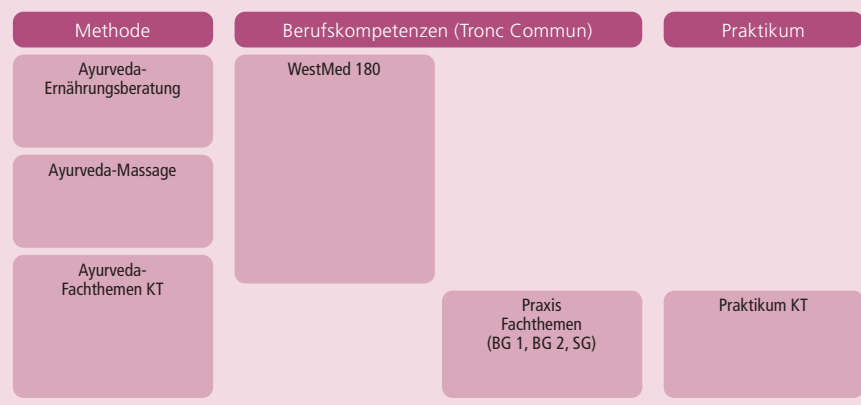 Methode
Berufskompetenzen (Tronc Commun)
Praktikum
Ayurveda-
Ernährungsberatung
WestMed 180
Ayurveda-Massage
Ayurveda-
Fachthemen KT
Praxis
Fachthemen
(BG 1, BG 2, SG)
Praktikum KT